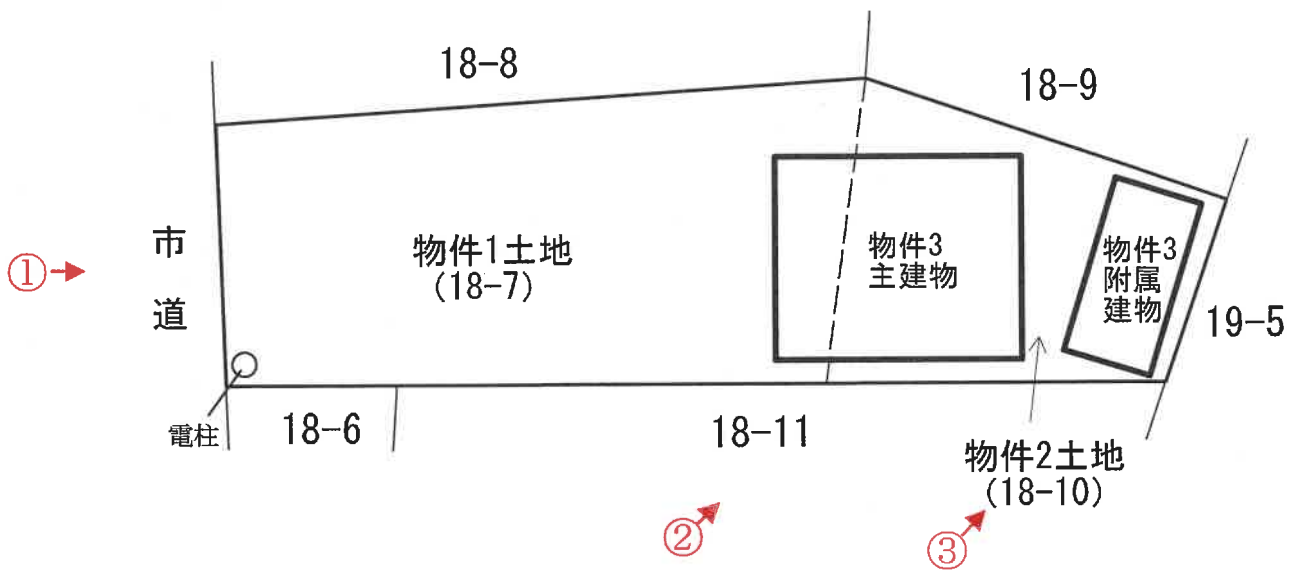 18-8
18-9
市
道
①
物件1土地
(18-7)
物件3
主建物
物件3
附属
建物
19-5
電柱
18-6
18-11
物件2土地
(18-10)
②
③